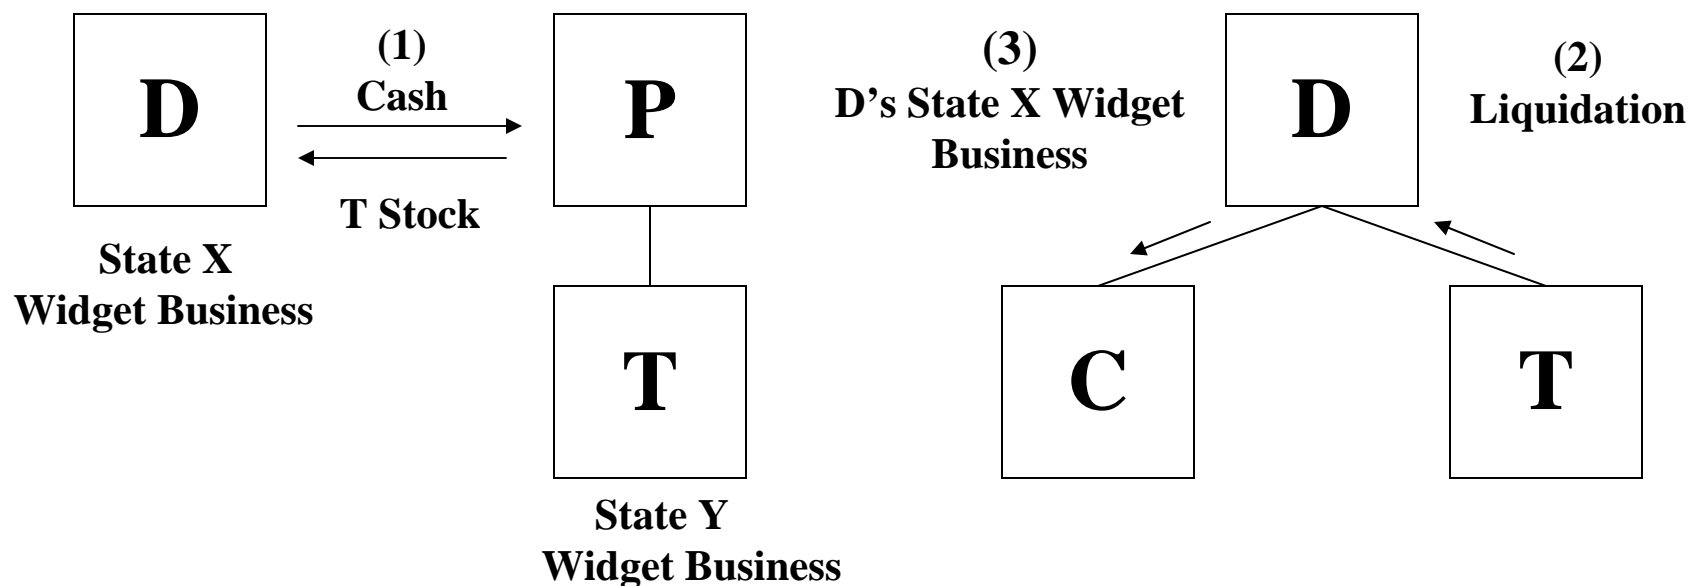 D
(1)
Cash
T Stock
State X
Widget Business
P
T
State Y
Widget Business
(3)
D’s State X Widget
Business
D
(2)
Liquidation
C
T